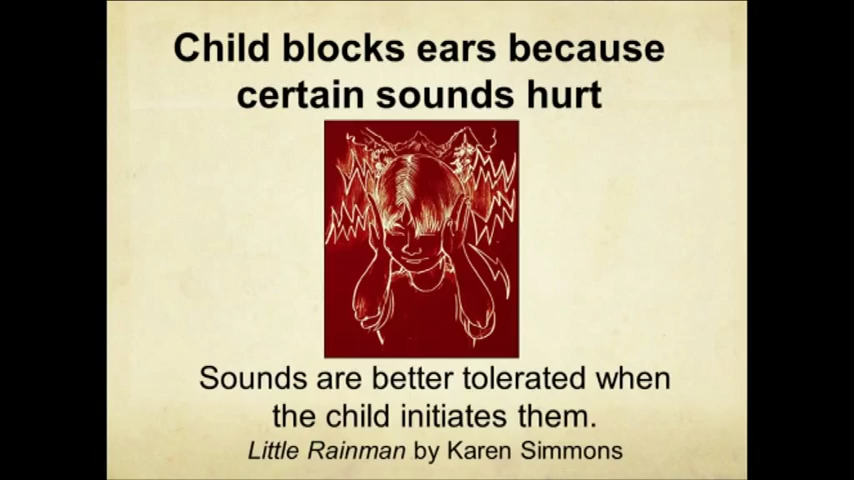 Child blocks ears because
certain sounds hurt
Sounds are better tolerated when
the child initiates them.
Little Rainman by Karen Simmons